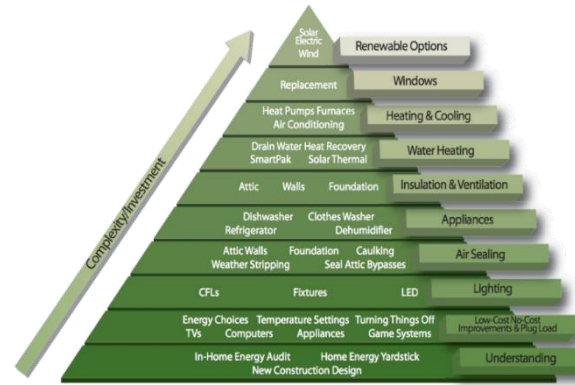 Solar
Electric
Wind
Renewable Options
Replacement
Windows
Heat Pumps Furnaces
Air Conditioning
Heating & Cooling
Drain Water Heat Recovery
SmartPak Solar Thermal
Water Heating
Attic Walls Foundation
Insulation & Ventilation
Dishwasher Clothes Washer
Refrigerator Dehumidifier
Appliances
Attic Walls Foundation Caulking
Weather Stripping Seal Attic Bypasses
Air Sealing
CFLs Fixtures LED
Lighting
Energy Choices Temperature Settings Turning Things Off
TVs Computers Appliances Game Systems
Low-Cost No-Cost
Improvements & Plug Load
In-Home Energy Audit Home Energy Yardstick
New Construction Design
Understanding
Complexity/Investment